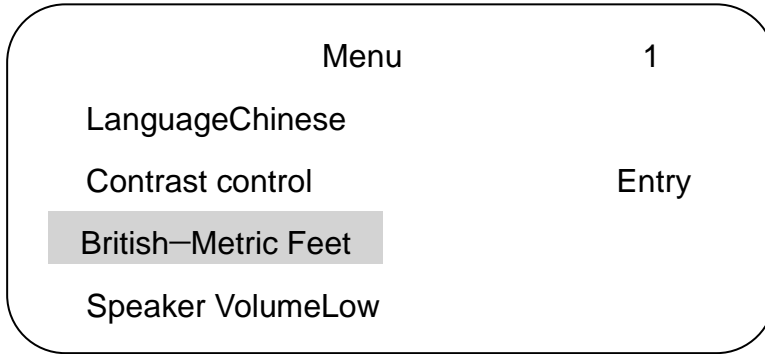 Menu 1
LanguageChinese
Contrast control Entry
British—Metric Feet
Speaker VolumeLow